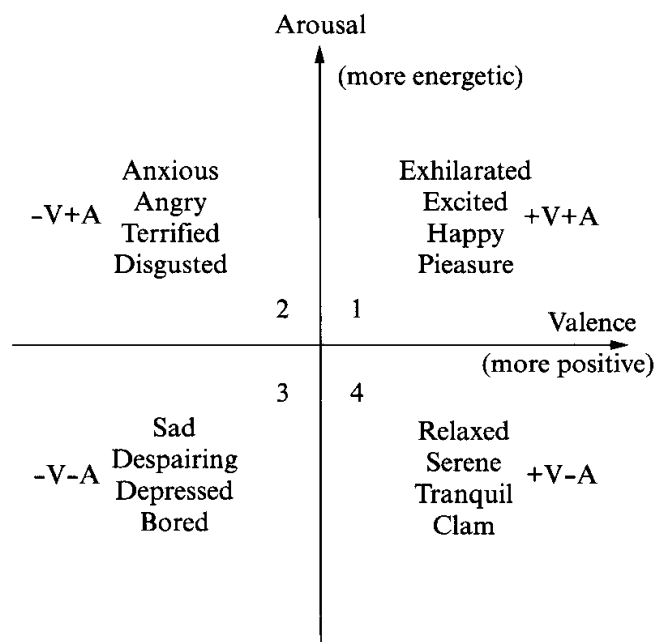 Arousal
(more energetic)
Anxious
Angry
Terrified
Disgusted
-V+A
Exhilarated
Excited
Happy
Pieasure
+V+A
2
1
Valence
(more positive)
3
4
Sad
Despairing
Depressed
Bored
-V-A
Relaxed
Serene
Tranquil
Clam
+V-A